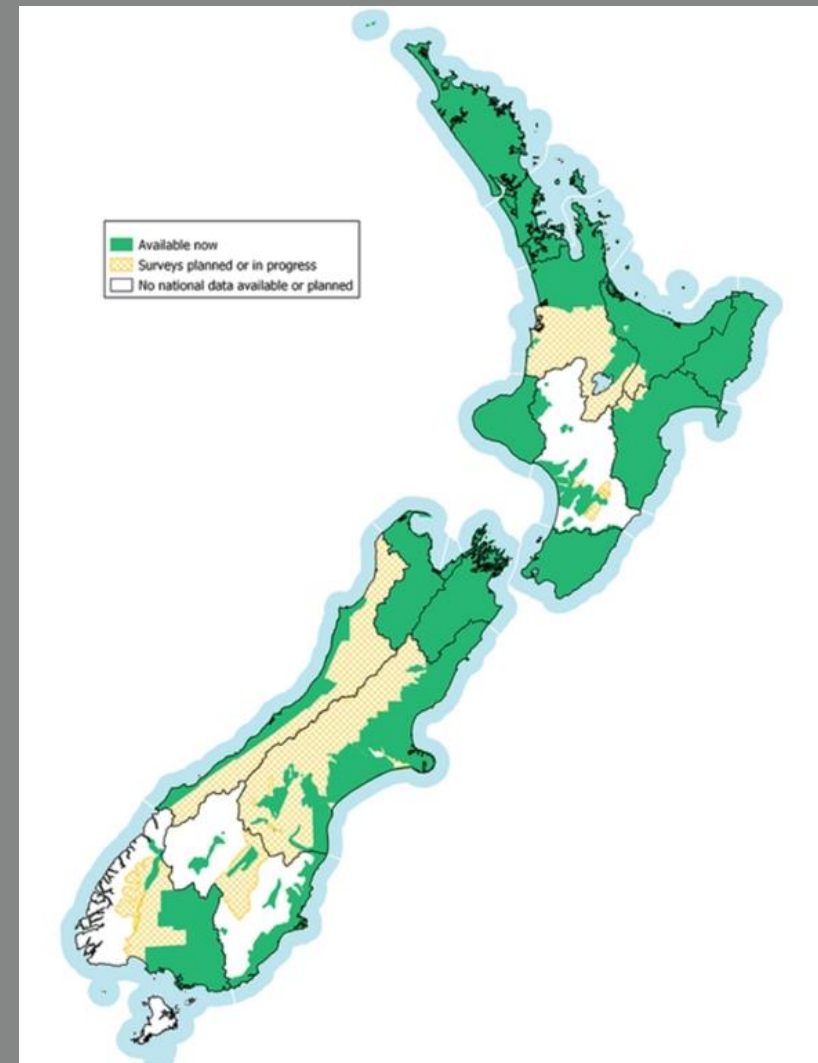 Available now
Surveys planned or in progress
No national data available or planned